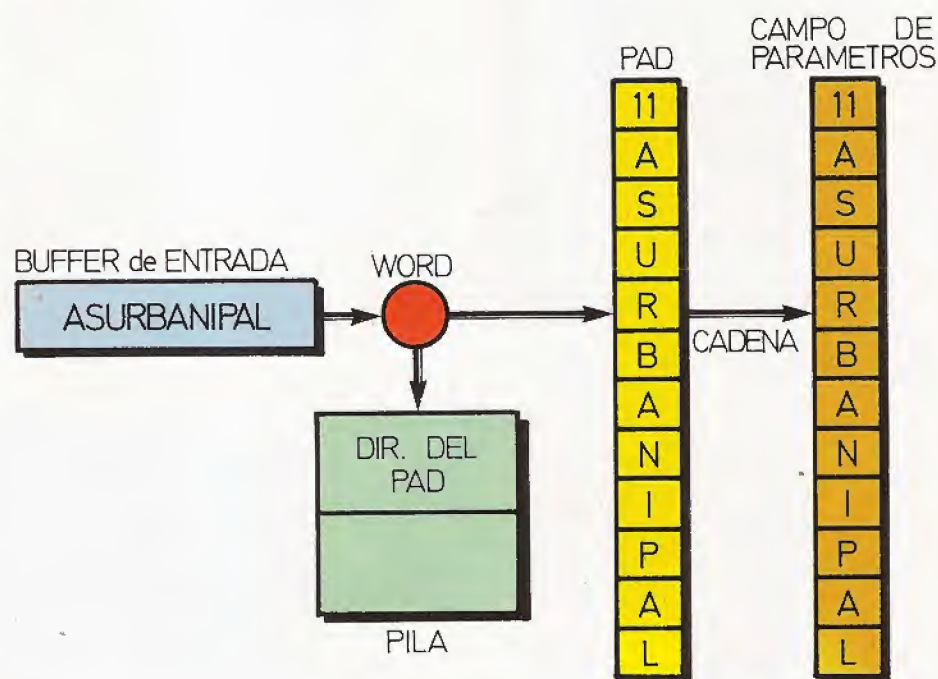 CAMPO DE
PARAMETROS
PAD
11
A
S
U
R
B
A
N
I
P
A
L
11
A
S
U
R
B
A
N
I
P
A
L
BUFFER de ENTRADA
ASURBANIPAL
WORD
CADENA
DIR. DEL
PAD
PILA